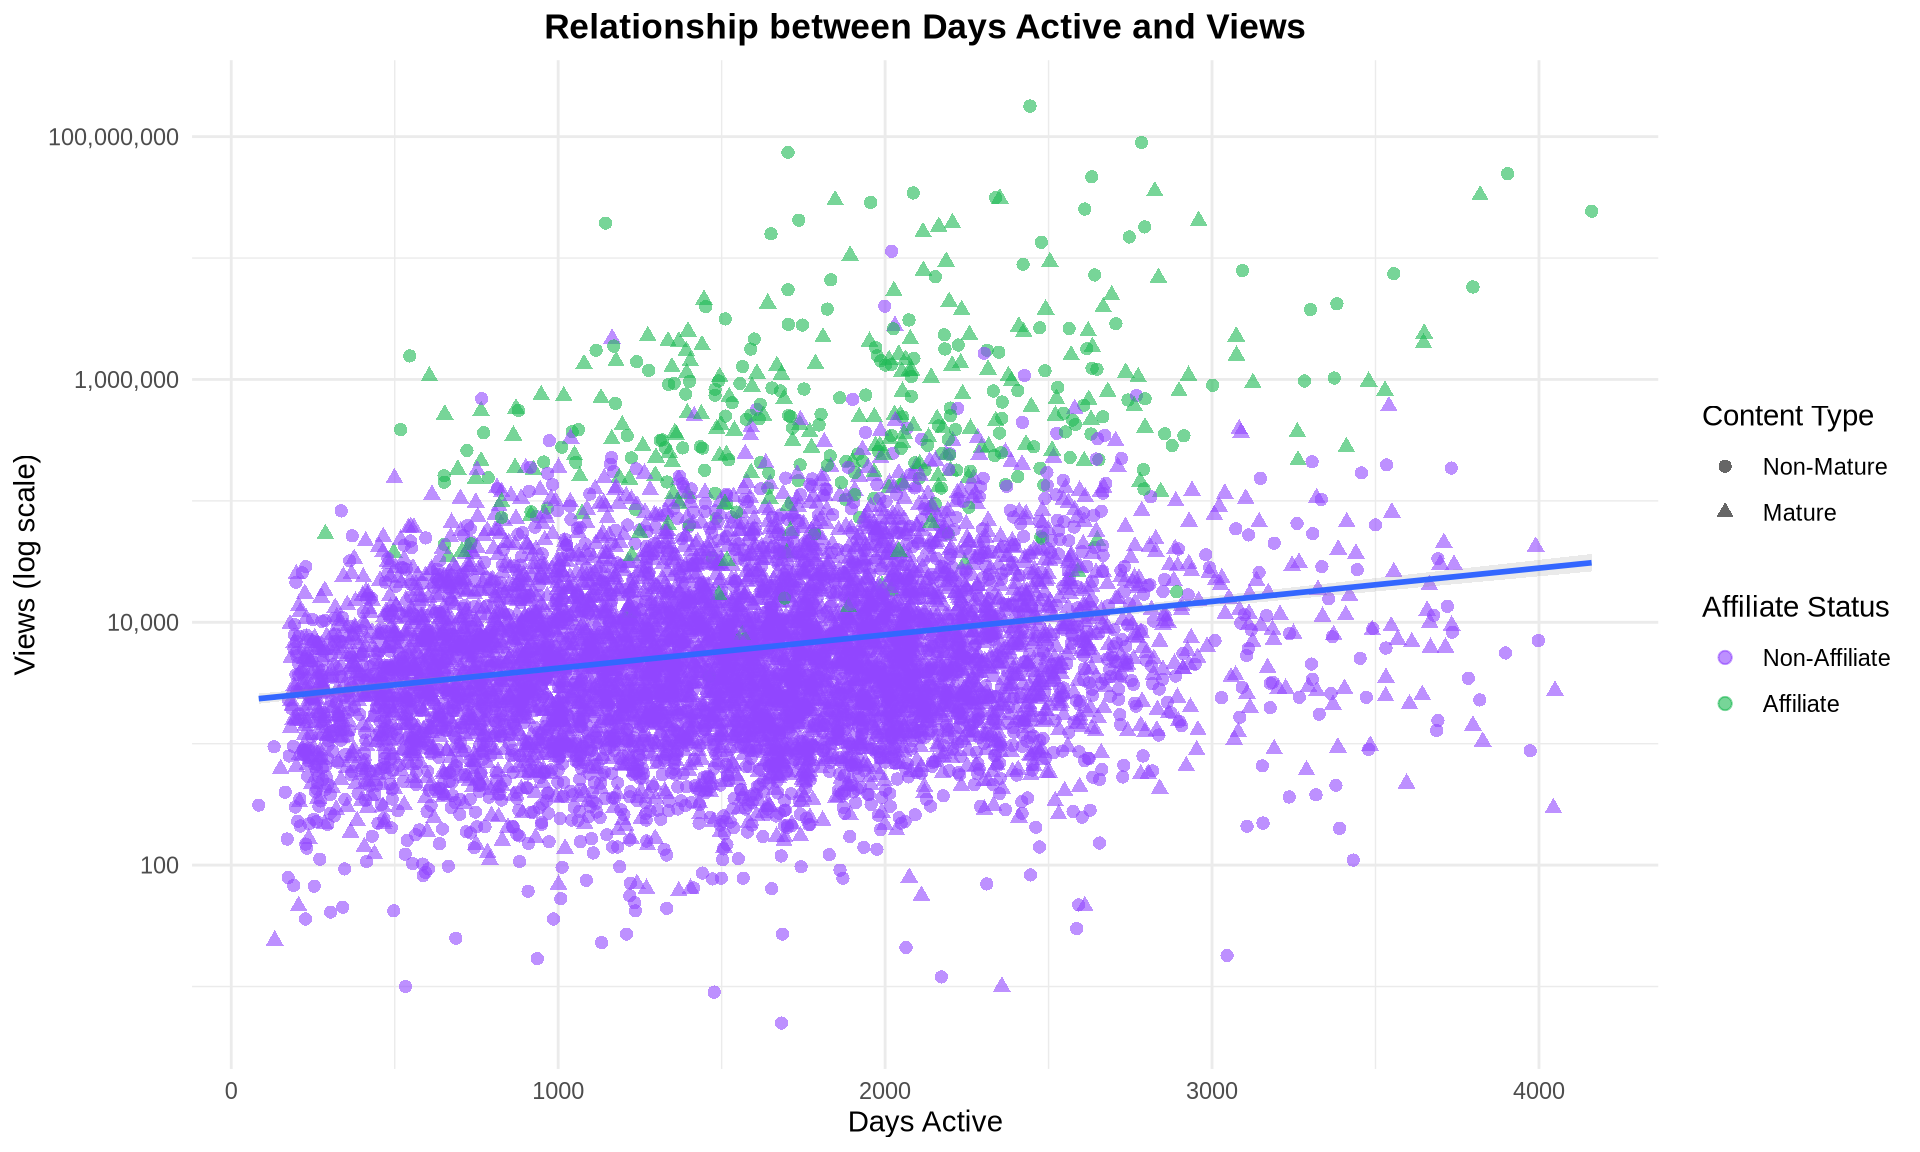 Relationship between Days Active and Views
Views (log scale)
100,000,000
1,000,000
10,000
100
0
1000
2000
3000
4000
Days Active
Content Type
Non-Mature
Mature
Affiliate Status
Non-Affiliate
Affiliate